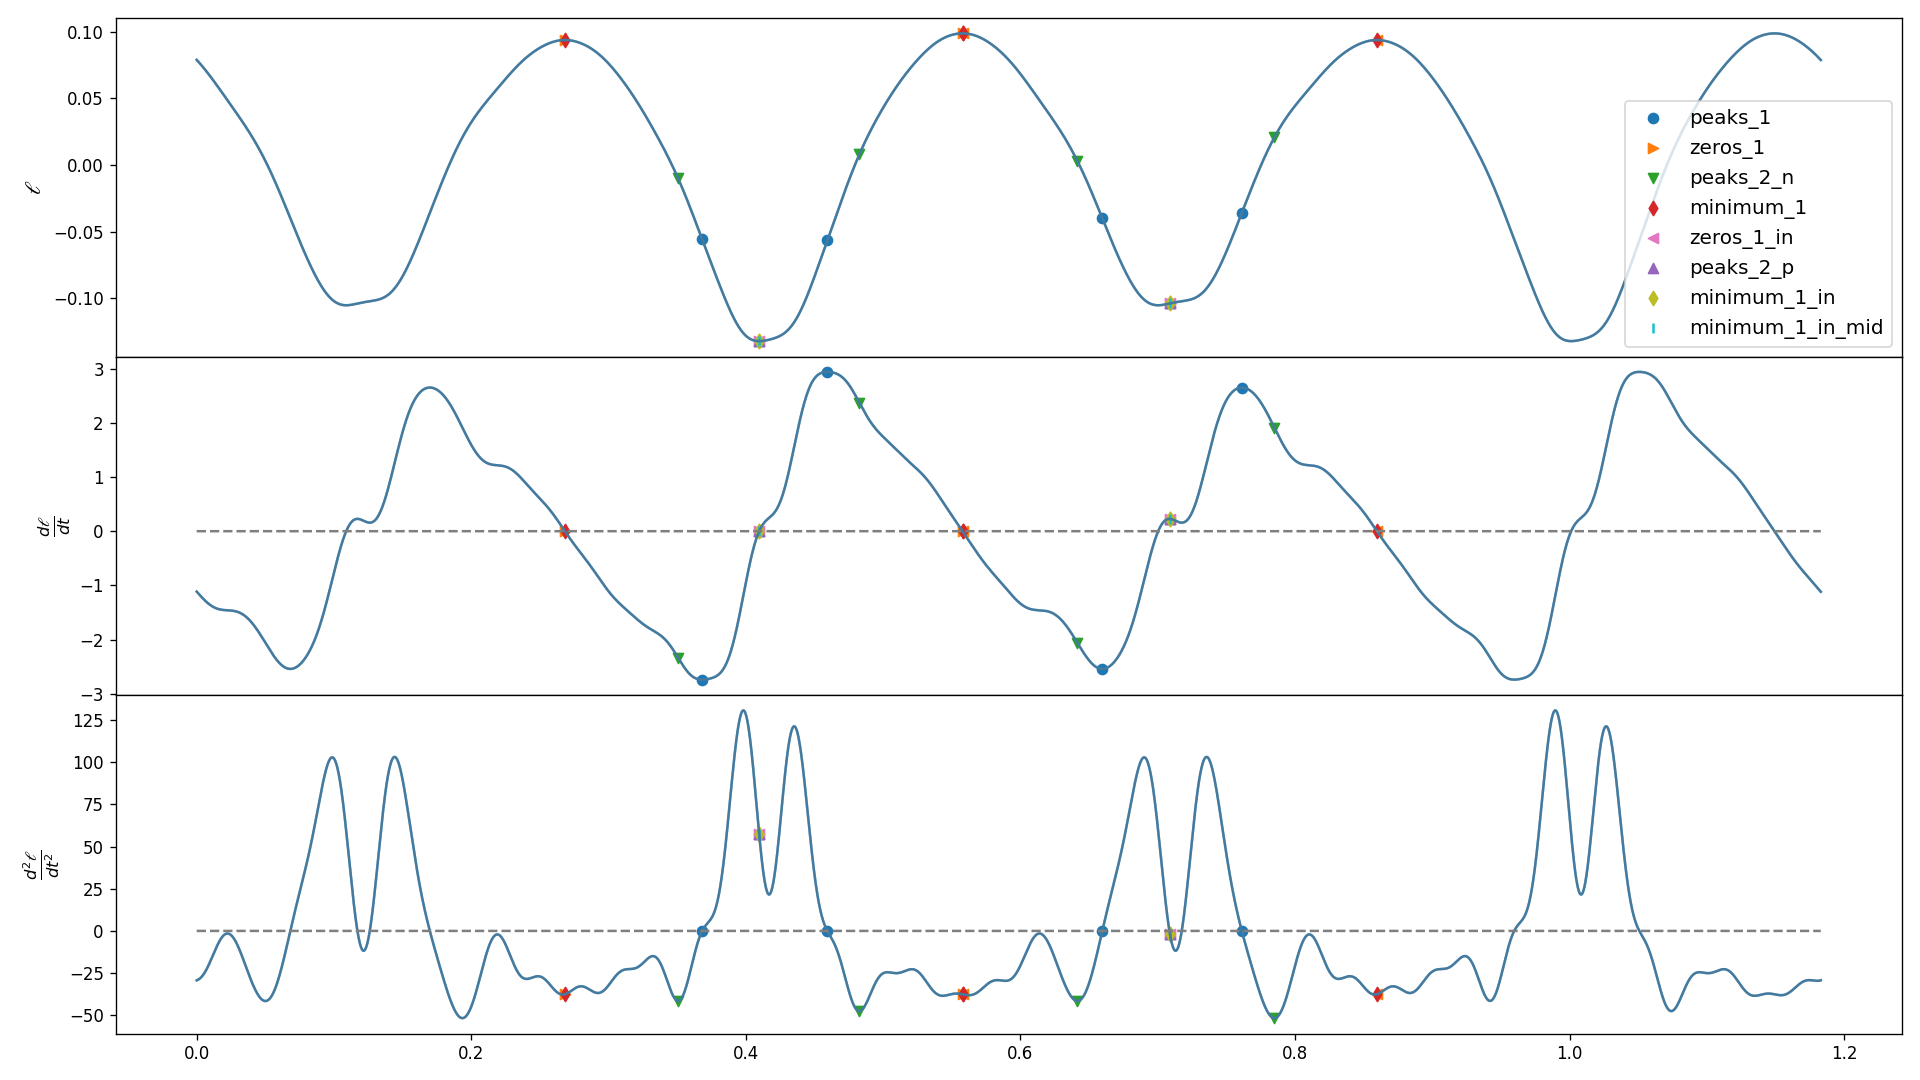 0.10
0.05
0.00
−0.05
−0.10
ℓ
peaks_1
zeros_1
peaks_2_n
minimum_1
zeros_1_in
peaks_2_p
minimum_1_in
minimum_1_in_mid
3
2
1
0
−1
−2
−3
dℓ
dt
125
100
75
50
25
0
−25
−50
d²ℓ
dt²
0.0 0.2 0.4 0.6 0.8 1.0 1.2